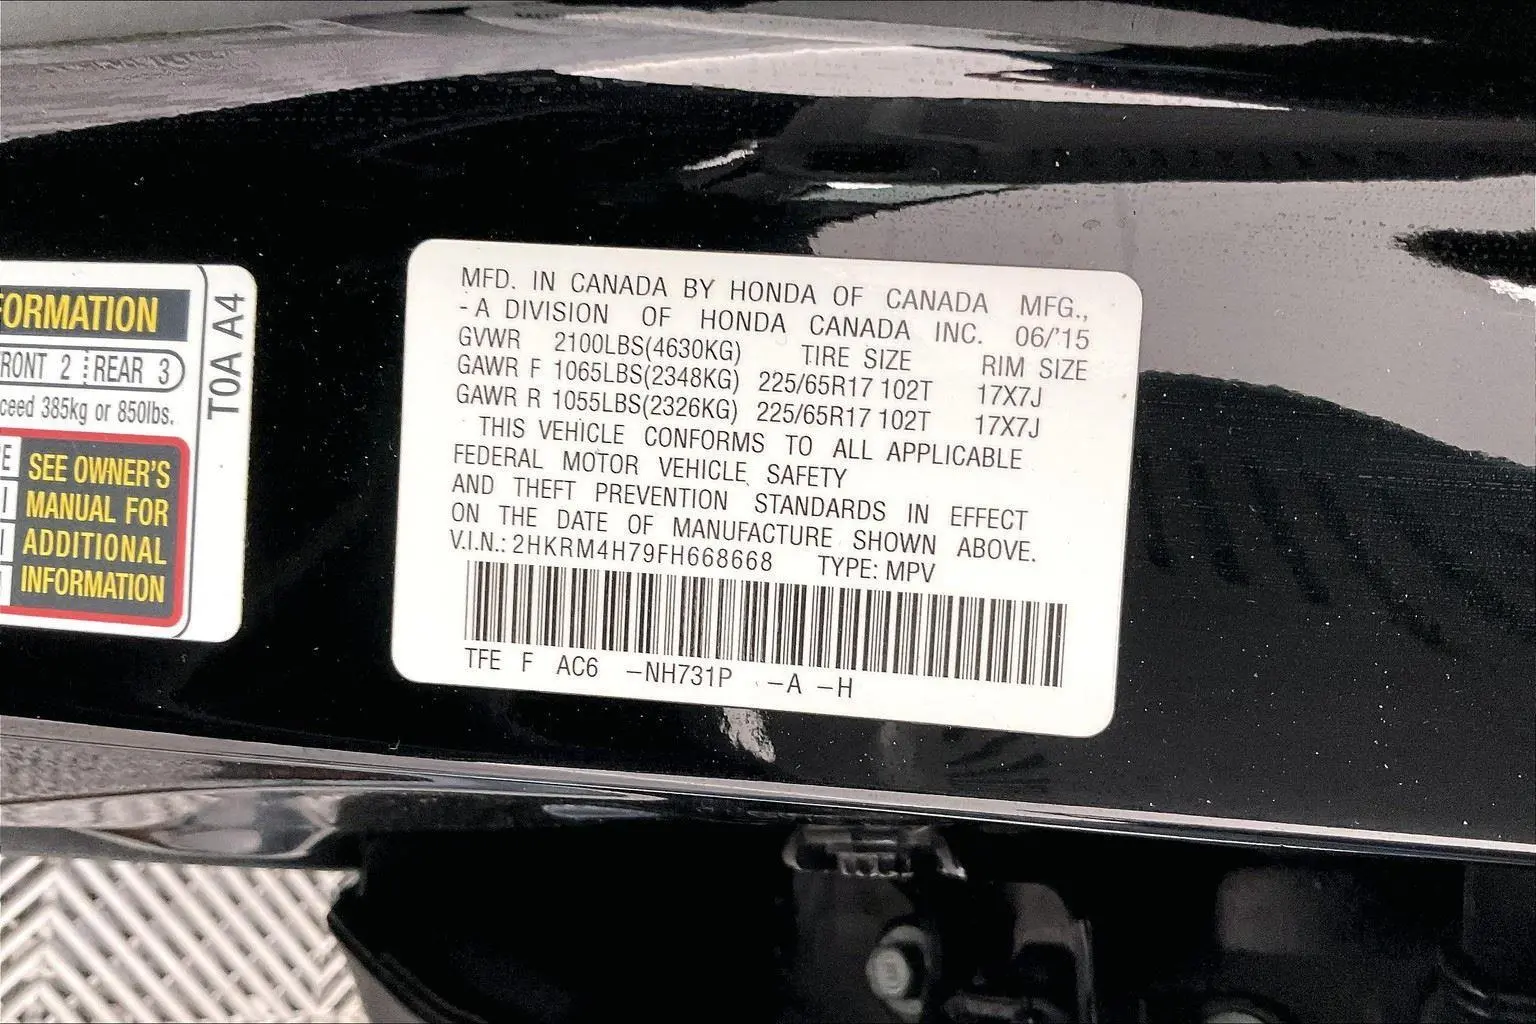 MFD. IN CANADA BY HONDA OF CANADA MFG.,
- A DIVISION OF HONDA CANADA INC. 06/'15
GVWR 2100LBS(4630KG) TIRE SIZE RIM SIZE
GAWR F 1065LBS(2348KG) 225/65R17 102T 17X7J
GAWR R 1055LBS(2326KG) 225/65R17 102T 17X7J
THIS VEHICLE CONFORMS TO ALL APPLICABLE
FEDERAL MOTOR VEHICLE SAFETY
AND THEFT PREVENTION STANDARDS IN EFFECT
ON THE DATE OF MANUFACTURE SHOWN ABOVE.
V.I.N.: 2HKRM4H79FH668668 TYPE: MPV
TFE F AC6 -NH731P -A -H
ORMATION
RONT 2 REAR 3
ceed 385kg or 850lbs.
SEE OWNER'S
MANUAL FOR
ADDITIONAL
INFORMATION
T0A A4